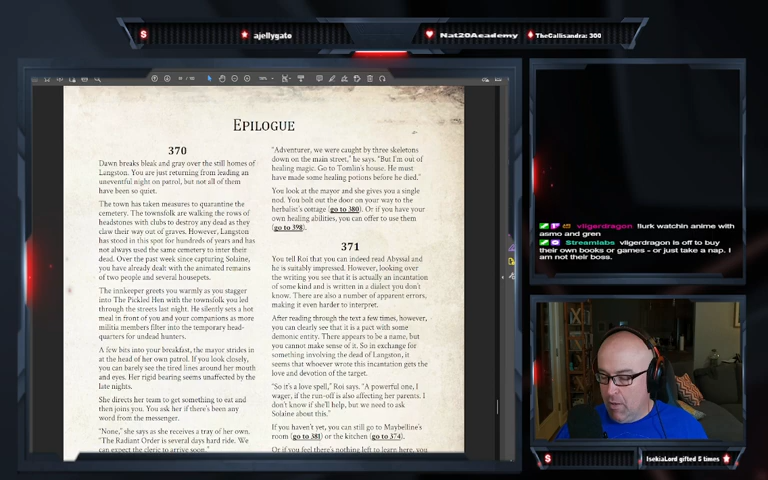 $
ajellygato
Nat20Academy
TheCallisandra: 300
EPILOGUE
370
Dawn breaks bleak and gray over the still homes of
Langston. You are just returning from leading an
uneventful night on patrol, but not all of them
have been so quiet.
The town has taken measures to quarantine the
cemetery. The townsfolk are walking the rows of
headstones with clubs to destroy any dead as they
claw their way out of graves. However, Langston
has stood in this spot for hundreds of years and has
not always used the same cemetery to inter their
dead. Over the past week since capturing Solaine,
you have already dealt with the animated remains
of two people and several housepets.
The innkeeper greets you warmly as you stagger
into The Pickled Hen with the townsfolk you led
through the streets last night. He silently sets a hot
meal in front of you and your companions as more
militia members filter into the temporary head-
quarters for undead hunters.
A few bits into your breakfast, the mayor strides in
at the head of her own patrol. If you look closely,
you can barely see the tired lines around her mouth
and eyes. Her rigid bearing seems unaffected by the
late nights.
She directs her team to get something to eat and
then joins you. You ask her if there's been any
word from the messenger.
"None," she says as she receives a tray of her own.
"The Radiant Order is several days hard ride. We
can expect the cleric to arrive soon."
"Adventurer, we were caught by three skeletons
down on the main street," he says. "But I'm out of
healing magic. Go to Tomlin's house. He must
have made some healing potions before he died."
You look at the mayor and she gives you a single
nod. You bolt out the door on your way to the
herbalist's cottage (go to 380). Or if you have your
own healing abilities, you can offer to use them
(go to 398).
371
You tell Roi that you can indeed read Abyssal and
he is suitably impressed. However, looking over
the writing you see that it is actually an incantation
of some kind and is written in a dialect you don't
know. There are also a number of apparent errors,
making it even harder to interpret.
After reading through the text a few times, however,
you can clearly see that it is a pact with some
demonic entity. There appears to be a name, but
you cannot make sense of it. So in exchange for
something involving the dead of Langston, it
seems that whoever wrote this incantation gets the
love and devotion of the target.
"So it's a love spell," Roi says. "A powerful one, I
wager, if the run-off is also affecting her parents. I
don't know if she'll help, but we need to ask
Solaine about this."
If you haven't yet, you can still go to Maybelline's
room (go to 381) or the kitchen (go to 374).
Or if you feel there's nothing left to learn here, you
vligerdragon llurk watchin anime with
asmo and gren
Streamlabs vligerdragon is off to buy
their own books or games - or just take a nap. I
am not their boss.
$
IsekiaLord gifted 5 times